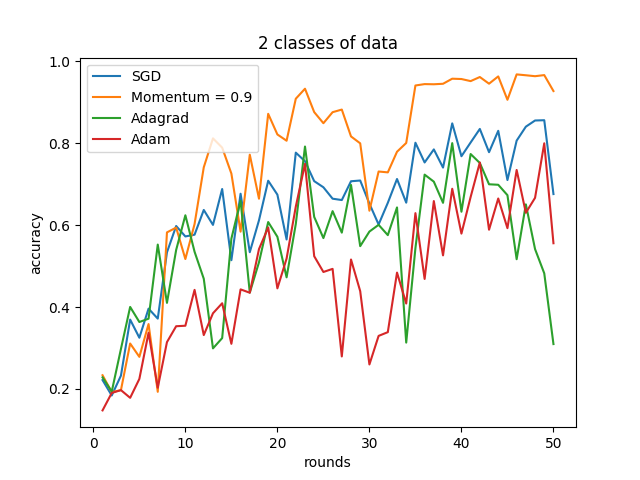 2 classes of data
SGD
Momentum = 0.9
Adagrad
Adam
accuracy
1.0
0.8
0.6
0.4
0.2
0 10 20 30 40 50
rounds